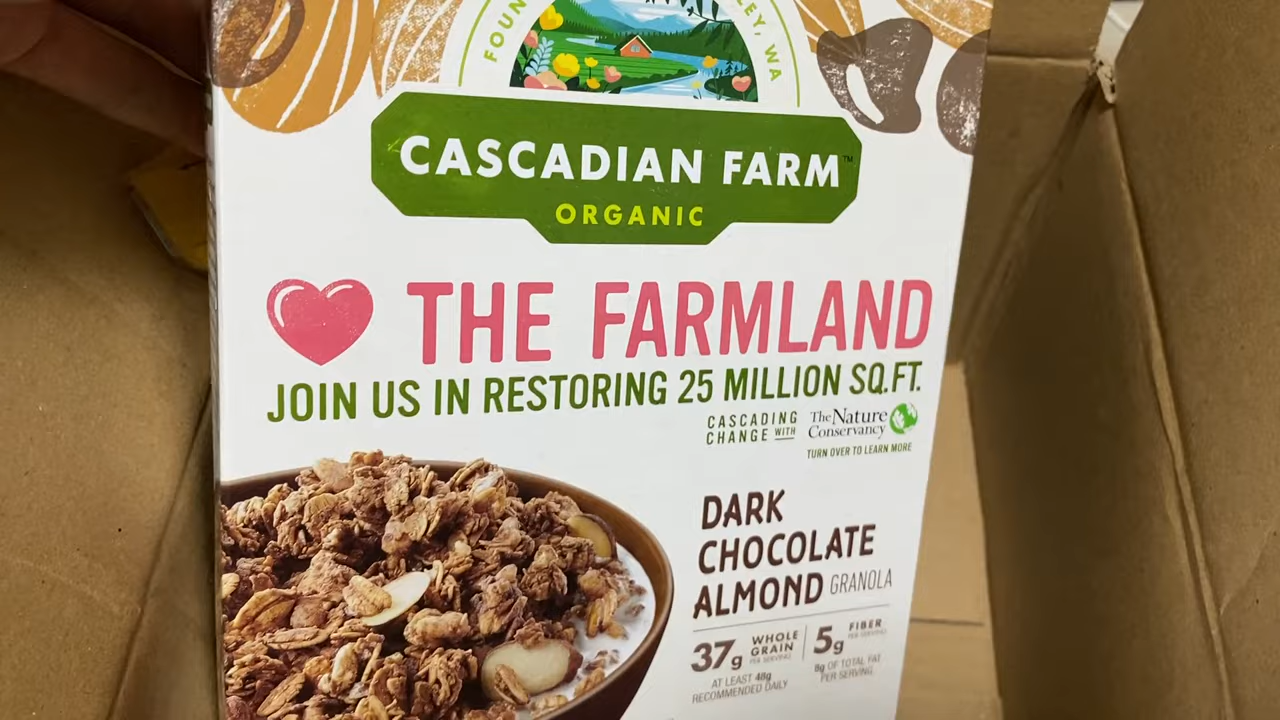 FOUN
LEY, WA
CASCADIAN FARM™
ORGANIC
THE FARMLAND
JOIN US IN RESTORING 25 MILLION SQ. FT.
CASCADING
CHANGE WITH
The Nature
Conservancy
TURN OVER TO LEARN MORE
DARK
CHOCOLATE
ALMOND GRANOLA
37g WHOLE GRAIN PER SERVING
AT LEAST 48g
RECOMMENDED DAILY
5g FIBER PER SERVING
8g OF TOTAL FAT
PER SERVING